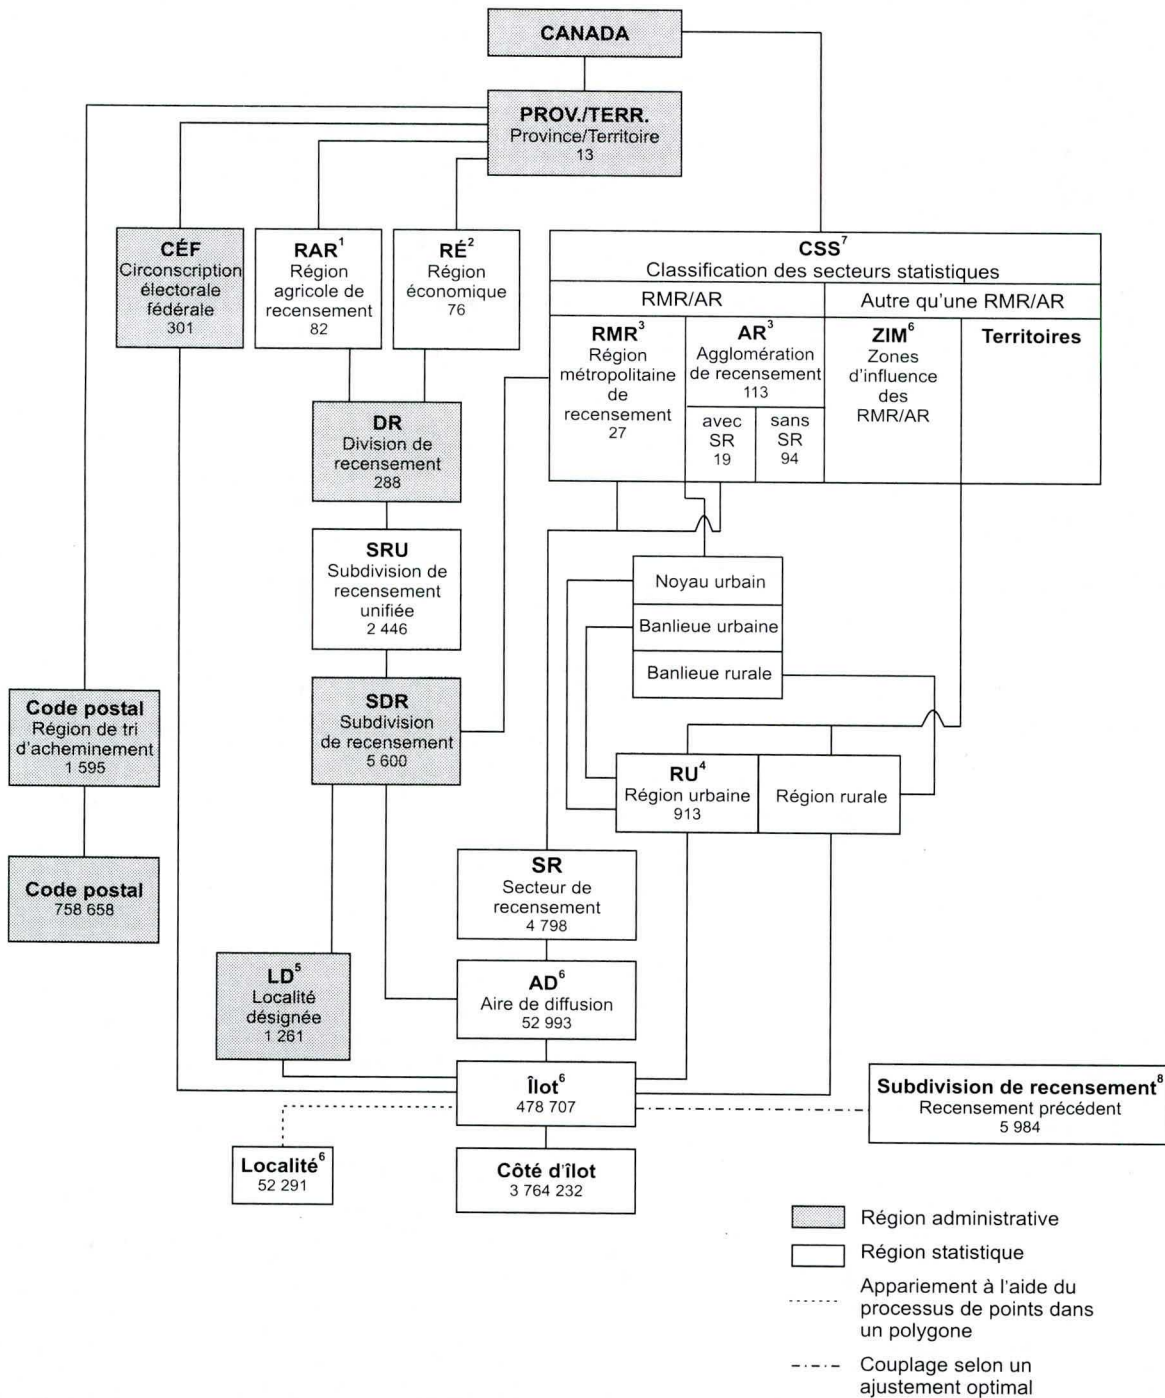 CANADA
PROV./TERR.
Province/Territoire
13
CÉF
Circonscription
électorale
fédérale
301
RAR¹
Région
agricole de
recensement
82
RÉ²
Région
économique
76
CSS⁷
Classification des secteurs statistiques
RMR/AR
Autre qu'une RMR/AR
RMR³
Région
métropolitaine
de
recensement
27
AR³
Agglomération
de recensement
113
avec
SR
19
sans
SR
94
ZIM⁶
Zones
d'influence
des
RMR/AR
Territoires
DR
Division de
recensement
288
SRU
Subdivision de
recensement
unifiée
2 446
Noyau urbain
Banlieue urbaine
Banlieue rurale
Code postal
Région de tri
d'acheminement
1 595
SDR
Subdivision
de recensement
5 600
RU⁴
Région urbaine
913
Région rurale
Code postal
758 658
SR
Secteur de
recensement
4 798
LD⁵
Localité
désignée
1 261
AD⁶
Aire de diffusion
52 993
Îlot⁶
478 707
Subdivision de recensement⁸
Recensement précédent
5 984
Localité⁶
52 291
Côté d'îlot
3 764 232
Région administrative
Région statistique
Appariement à l'aide du
processus de points dans
un polygone
Couplage selon un
ajustement optimal